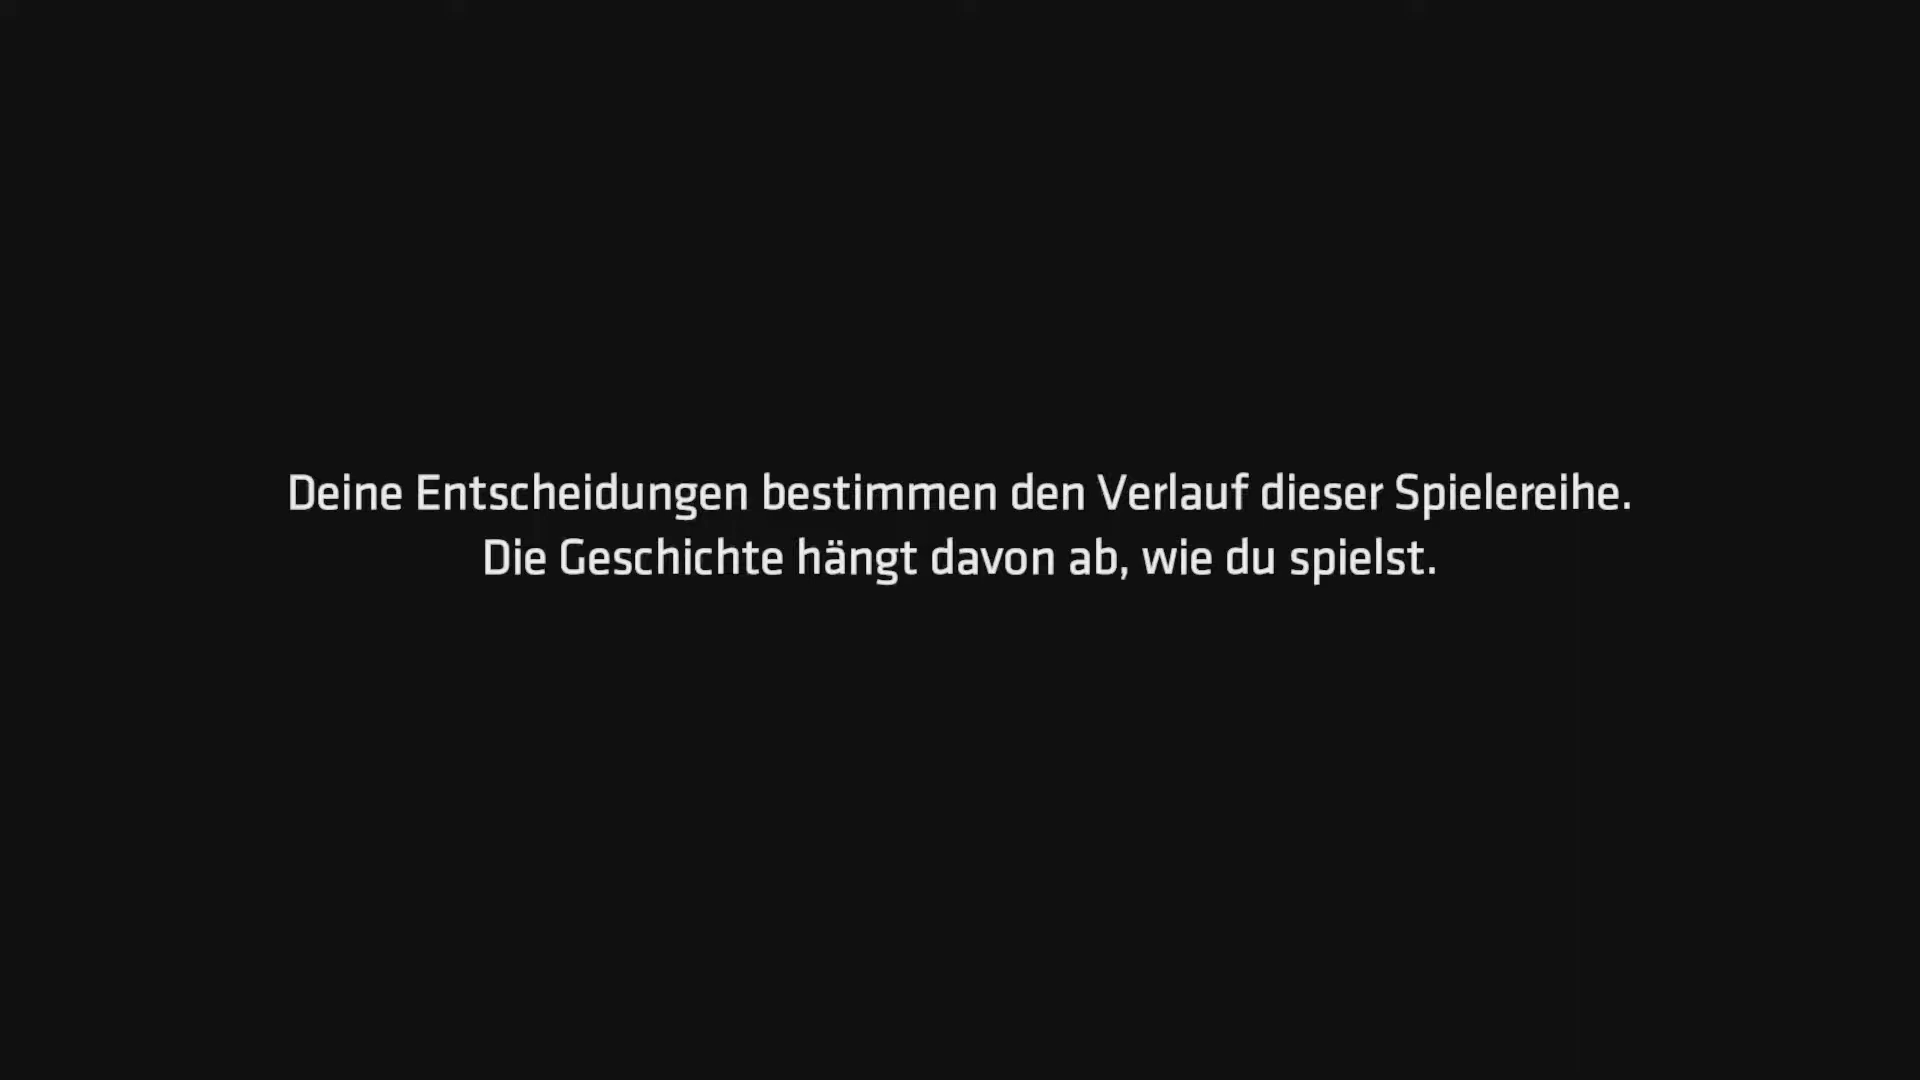 Deine Entscheidungen bestimmen den Verlauf dieser Spielereihe.
Die Geschichte hängt davon ab, wie du spielst.